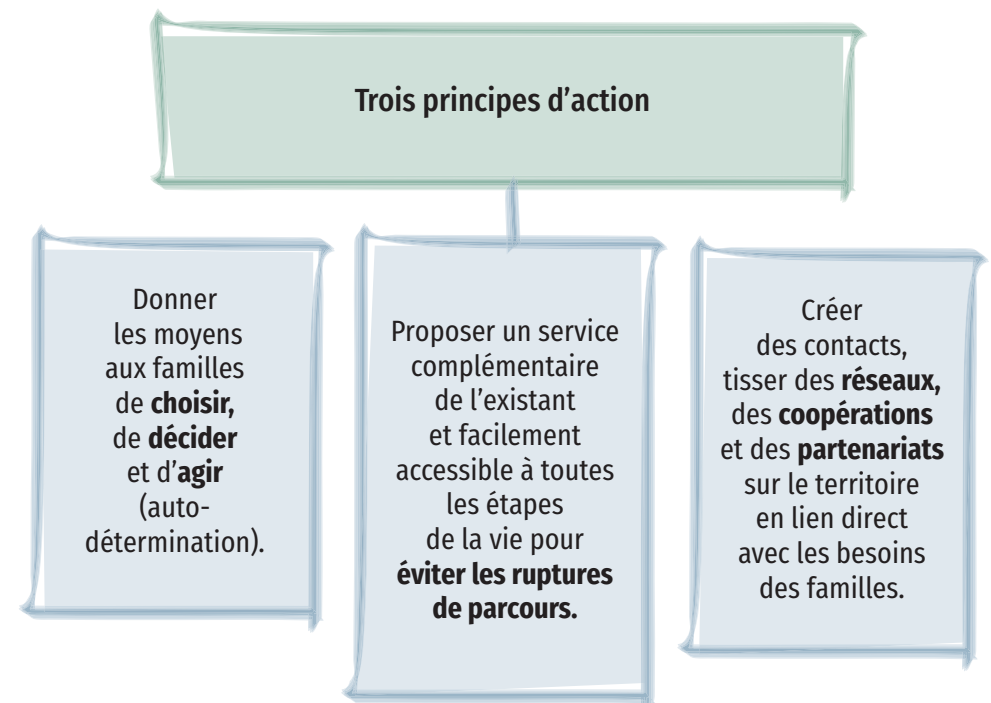 Trois principes d’action
Donner
les moyens
aux familles
de choisir,
de décider
et d’agir
(auto-
détermination).
Proposer un service
complémentaire
de l’existant
et facilement
accessible à toutes
les étapes
de la vie pour
éviter les ruptures
de parcours.
Créer
des contacts,
tisser des réseaux,
des coopérations
et des partenariats
sur le territoire
en lien direct
avec les besoins
des familles.